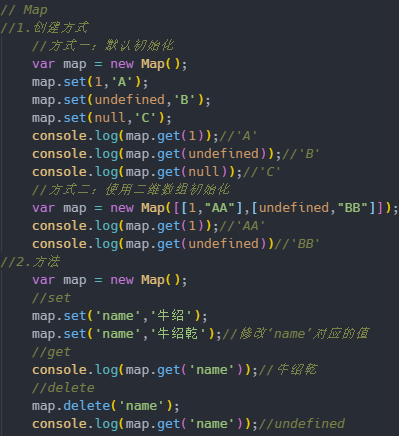 // Map
//1.创建方式
//方式一：默认初始化
var map = new Map();
map.set(1,'A');
map.set(undefined,'B');
map.set(null,'C');
console.log(map.get(1));//'A'
console.log(map.get(undefined));//'B'
console.log(map.get(null));//'C'
//方式二：使用二维数组初始化
var map = new Map([[1,"AA"],[undefined,"BB"]]);
console.log(map.get(1));//'AA'
console.log(map.get(undefined))//'BB'
//2.方法
var map = new Map();
//set
map.set('name','牛绍');
map.set('name','牛绍乾');//修改‘name’对应的值
//get
console.log(map.get('name'));//牛绍乾
//delete
map.delete('name');
console.log(map.get('name'));//undefined